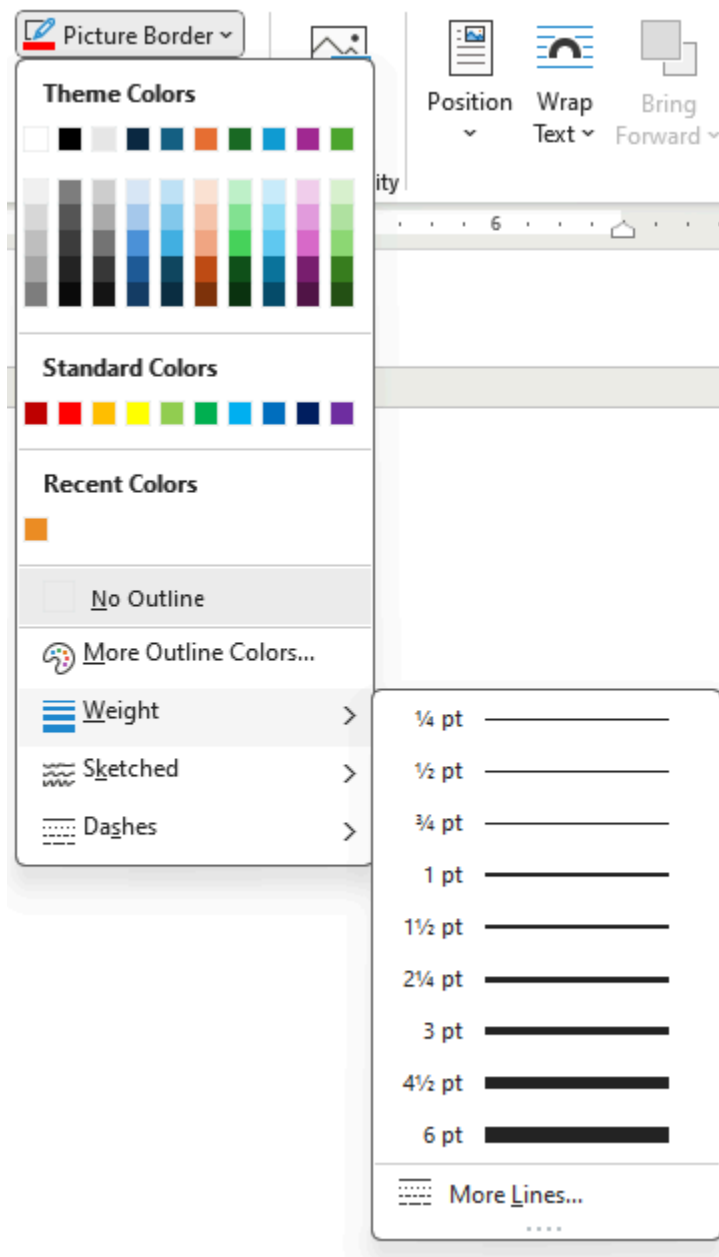 Picture Border
Theme Colors
Position
Wrap Text
Bring Forward
ity
6
Standard Colors
Recent Colors
No Outline
More Outline Colors...
Weight
Sketched
Dashes
¼ pt
½ pt
¾ pt
1 pt
1½ pt
2¼ pt
3 pt
4½ pt
6 pt
More Lines...